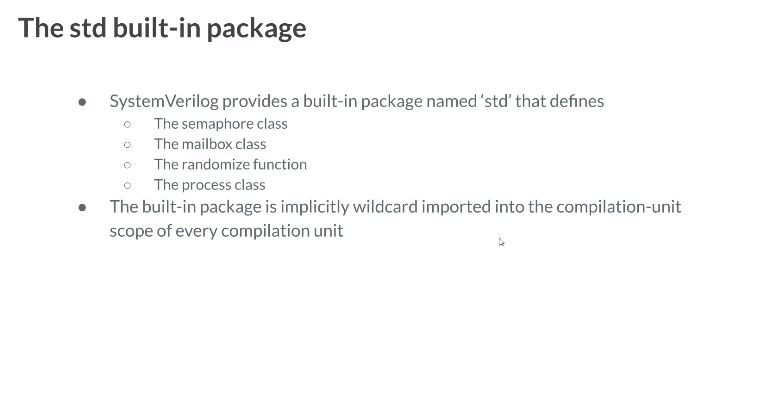 The std built-in package
● SystemVerilog provides a built-in package named ‘std’ that defines
○ The semaphore class
○ The mailbox class
○ The randomize function
○ The process class
● The built-in package is implicitly wildcard imported into the compilation-unit
scope of every compilation unit